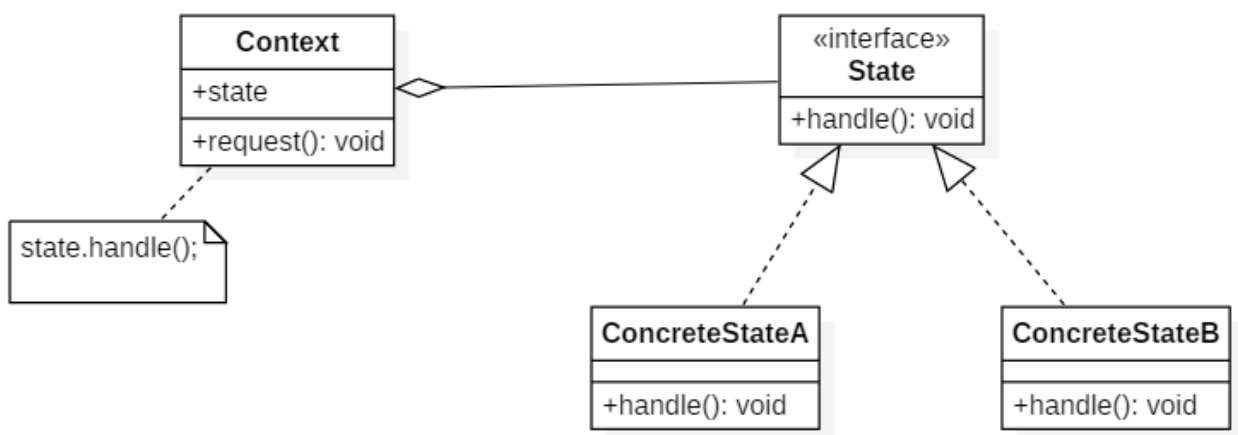 Context
+state
+request(): void
state.handle();
«interface»
State
+handle(): void
ConcreteStateA
+handle(): void
ConcreteStateB
+handle(): void